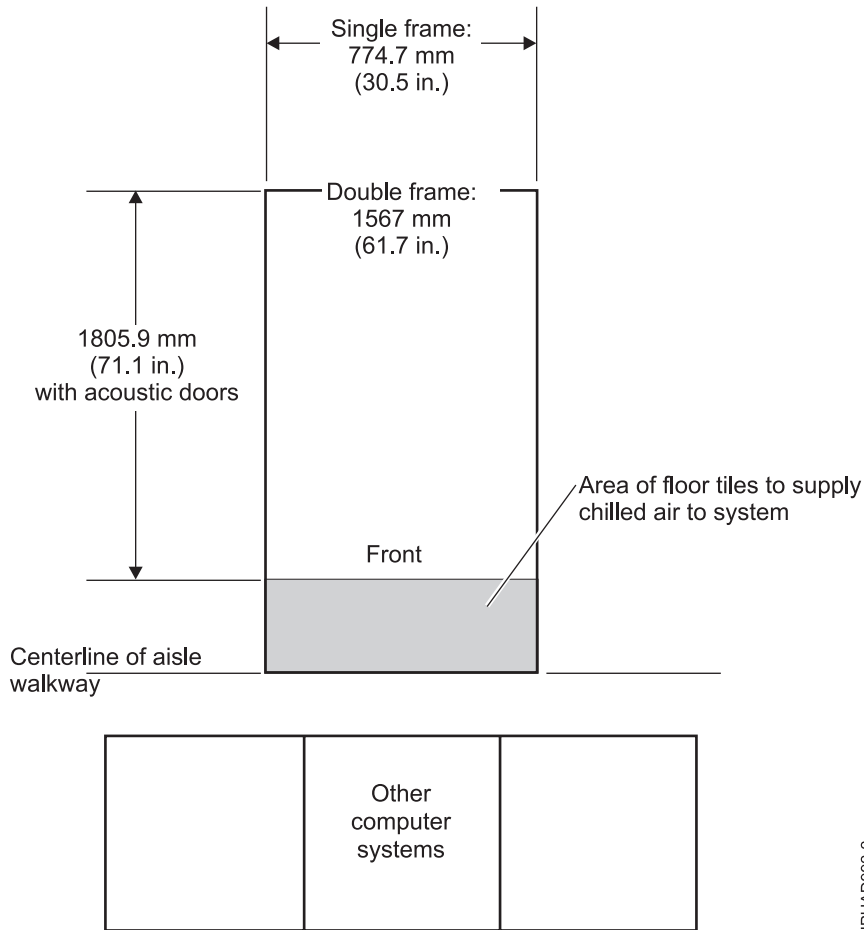 Single frame:
774.7 mm
(30.5 in.)
Double frame:
1567 mm
(61.7 in.)
1805.9 mm
(71.1 in.)
with acoustic doors
Area of floor tiles to supply
chilled air to system
Front
Centerline of aisle
walkway
Other
computer
systems